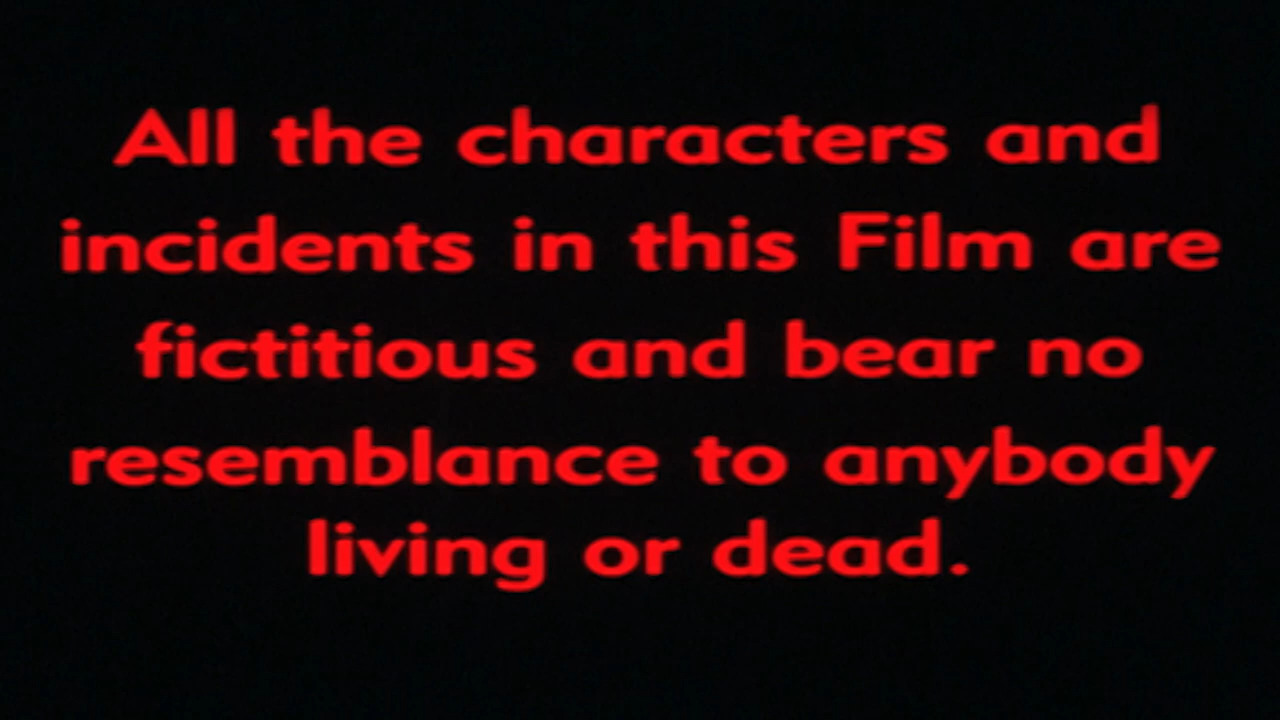 All the characters and
incidents in this Film are
fictitious and bear no
resemblance to anybody
living or dead.